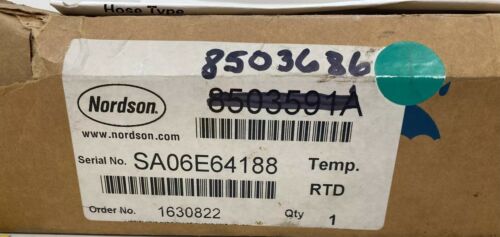 Hose Type
8503686
Nordson
8503591A
www.nordson.com
Serial No. SA06E64188 Temp.
RTD
Order No. 1630822 Qty 1